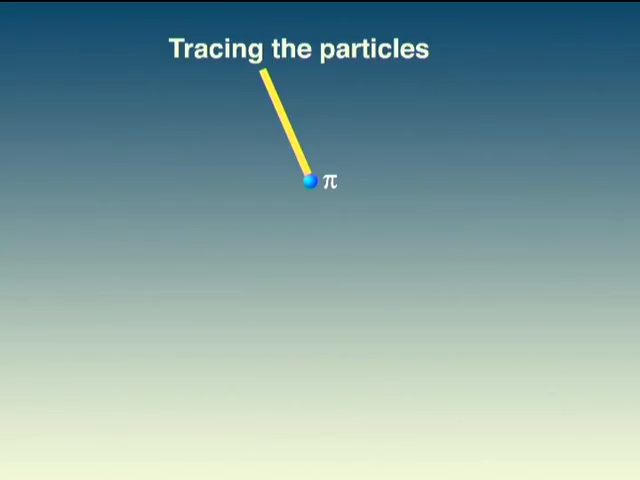 Tracing the particles
π